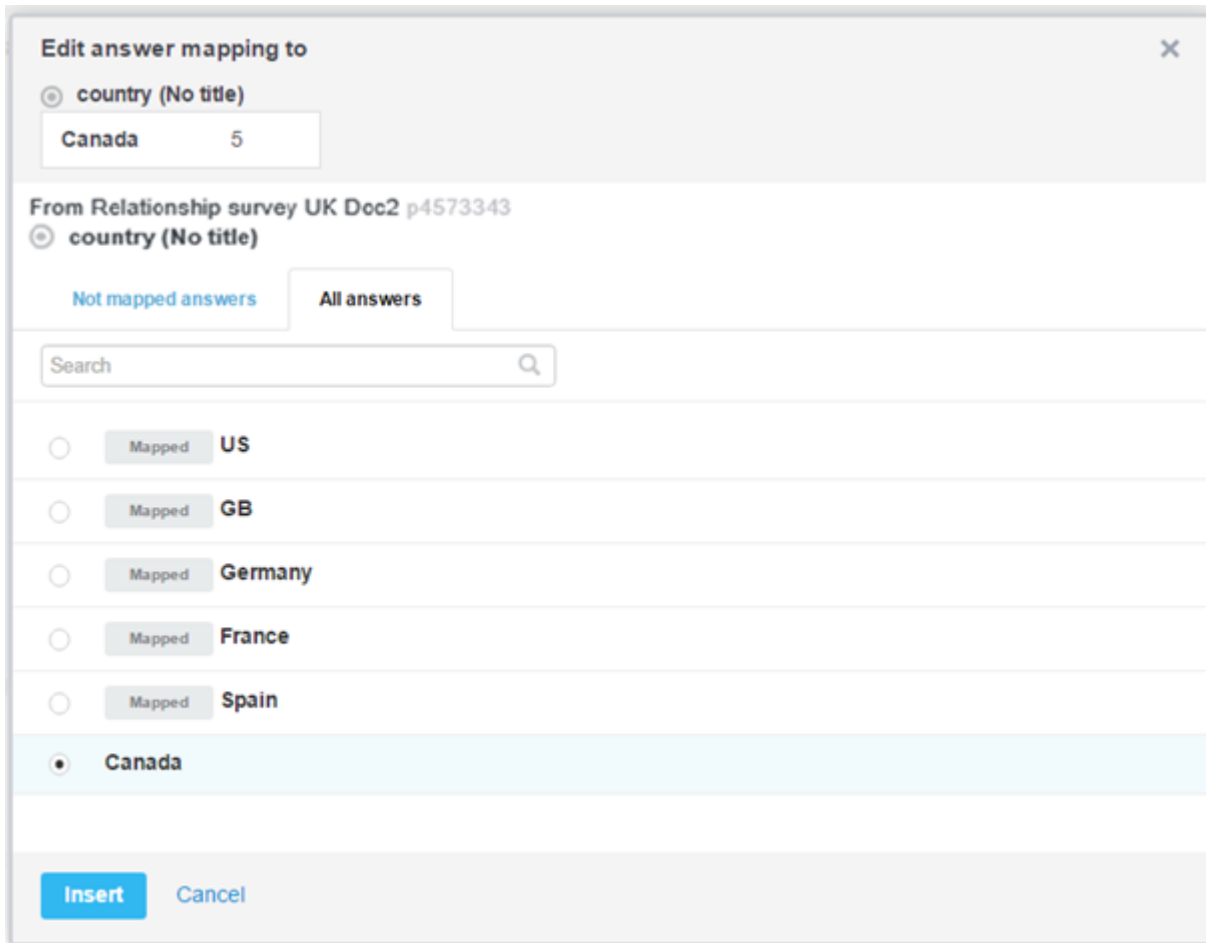 Edit answer mapping to
country (No title)
Canada 5
From Relationship survey UK Doc2 p4573343
country (No title)
Not mapped answers All answers
Search
Mapped US
Mapped GB
Mapped Germany
Mapped France
Mapped Spain
Canada
Insert Cancel